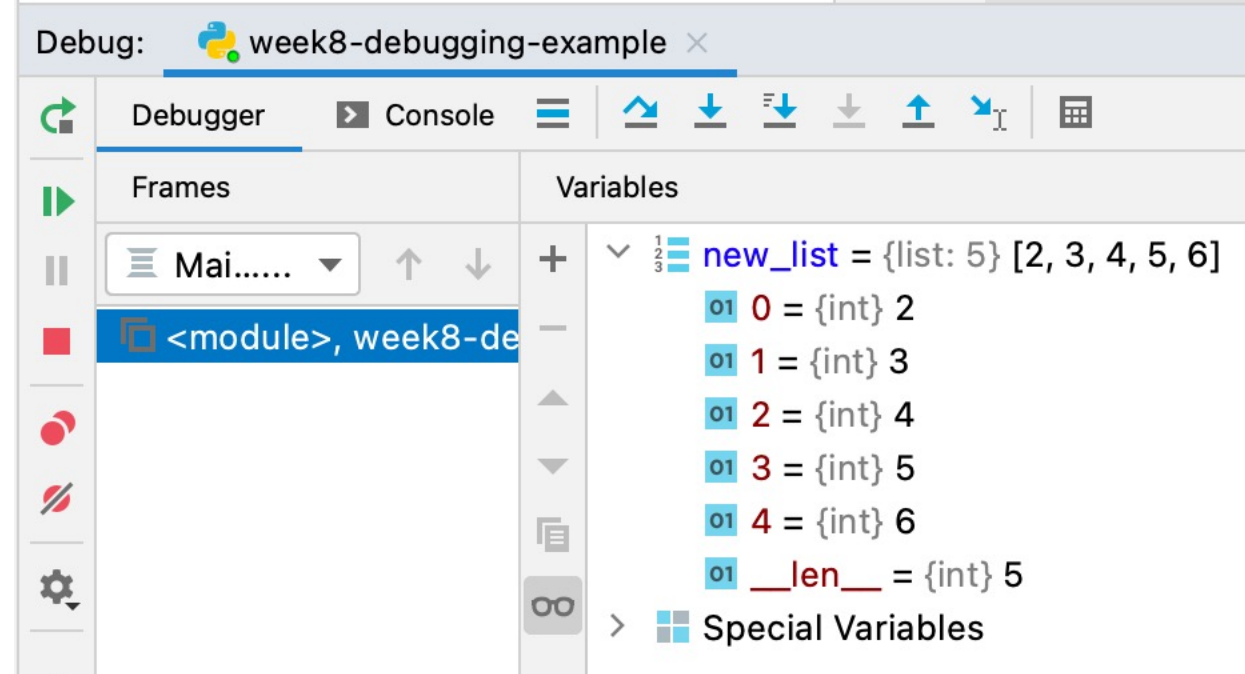 Debug: week8-debugging-example
Debugger Console
Frames
Variables
Mai......
<module>, week8-de
new_list = {list: 5} [2, 3, 4, 5, 6]
01 0 = {int} 2
01 1 = {int} 3
01 2 = {int} 4
01 3 = {int} 5
01 4 = {int} 6
01 __len__ = {int} 5
Special Variables